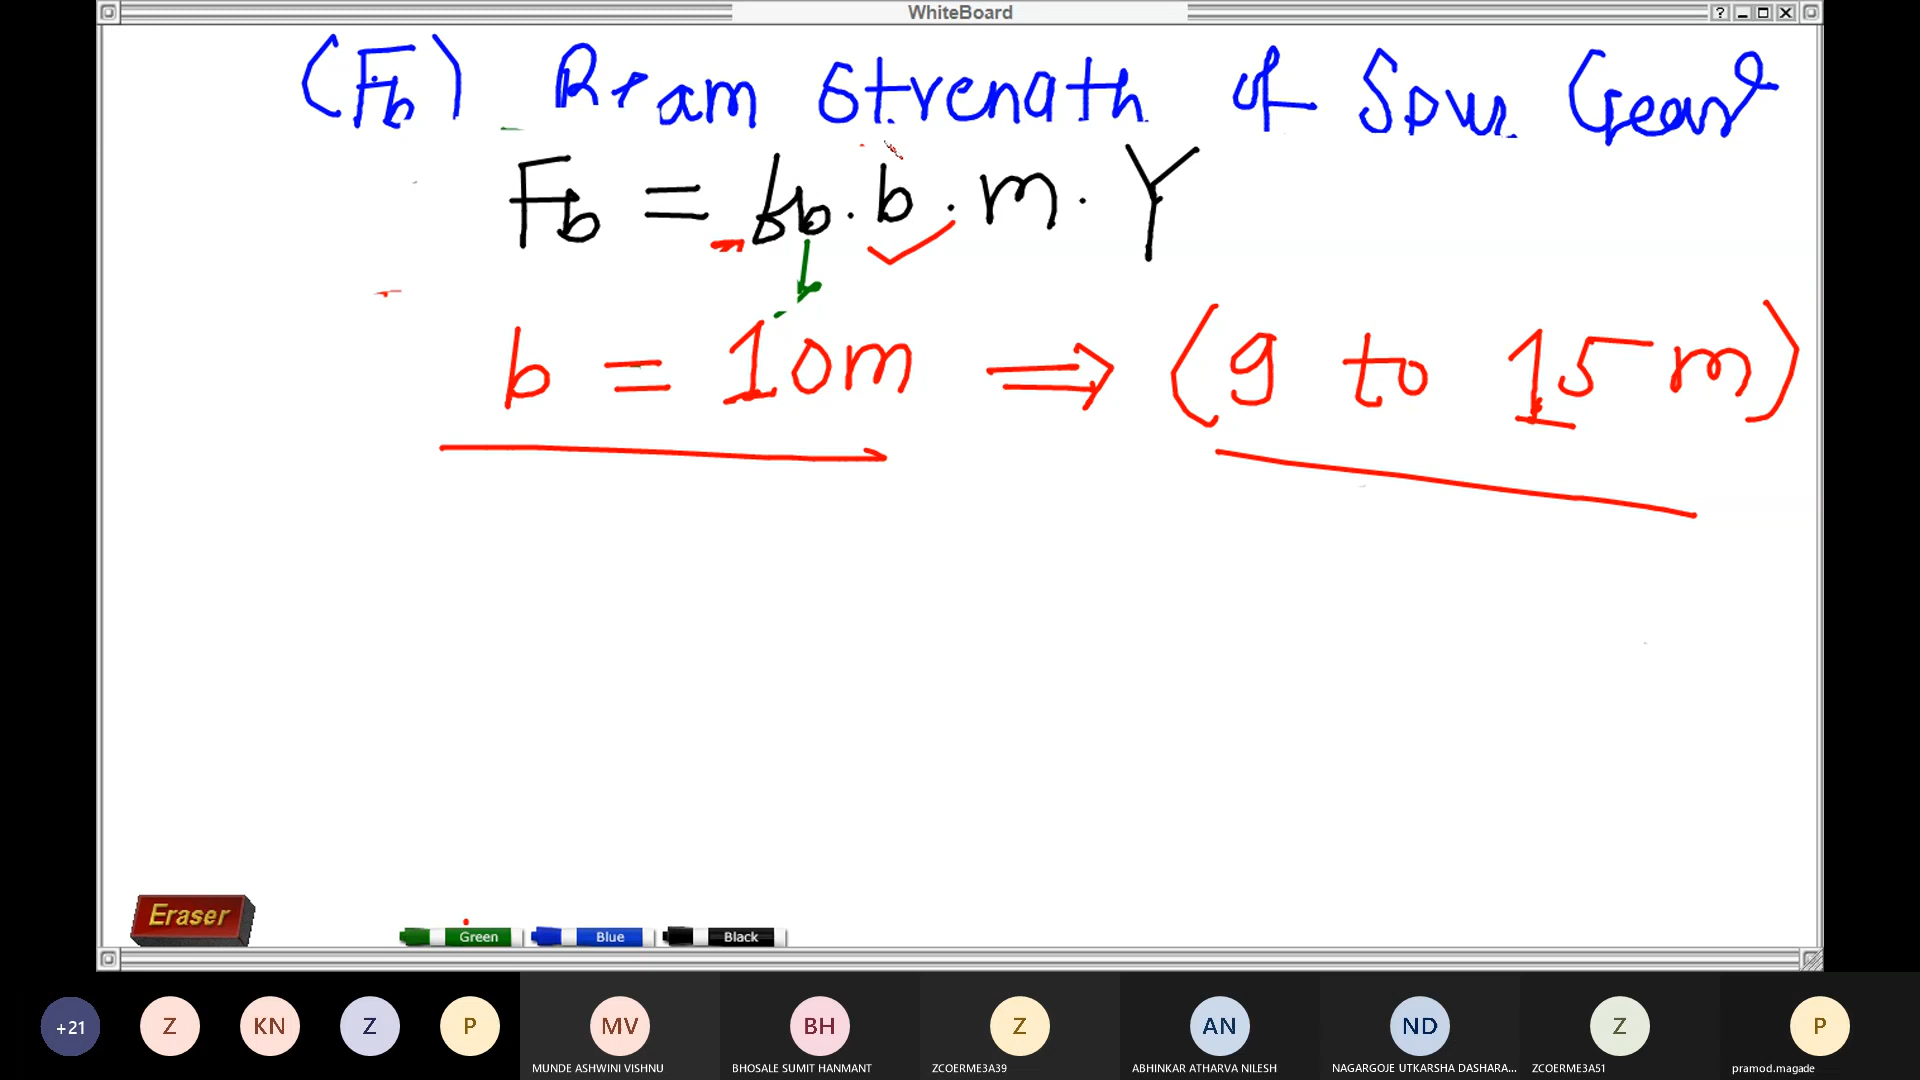 WhiteBoard
(Fb) Beam Strength of Spur Gear
Fb = σb . b . m . Y
b = 10m ⇒ (9 to 15m)
Eraser
Green Blue Black
+21 Z KN Z P MV BH Z AN ND Z P
MUNDE ASHWINI VISHNU BHOSALE SUMIT HANMANT ZCOERME3A39 ABHINKAR ATHARVA NILESH NAGARGOJE UTKARSHA DASHARA... ZCOERME3A51 pramod.magade